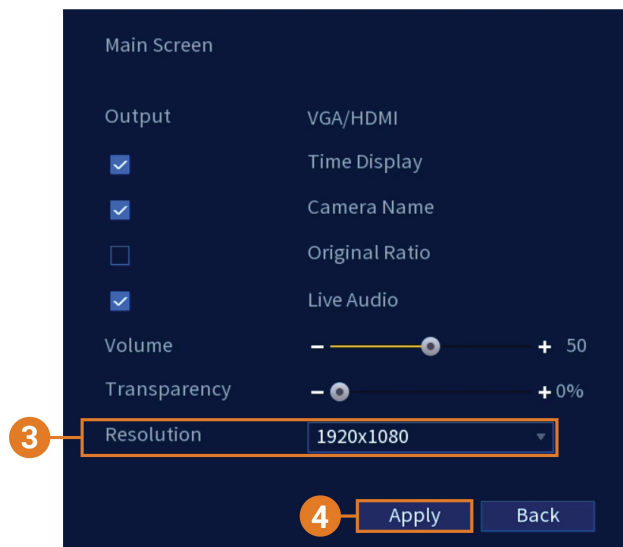 Main Screen
Output VGA/HDMI
Time Display
Camera Name
Original Ratio
Live Audio
Volume - + 50
Transparency - + 0%
3 Resolution 1920x1080
4 Apply Back